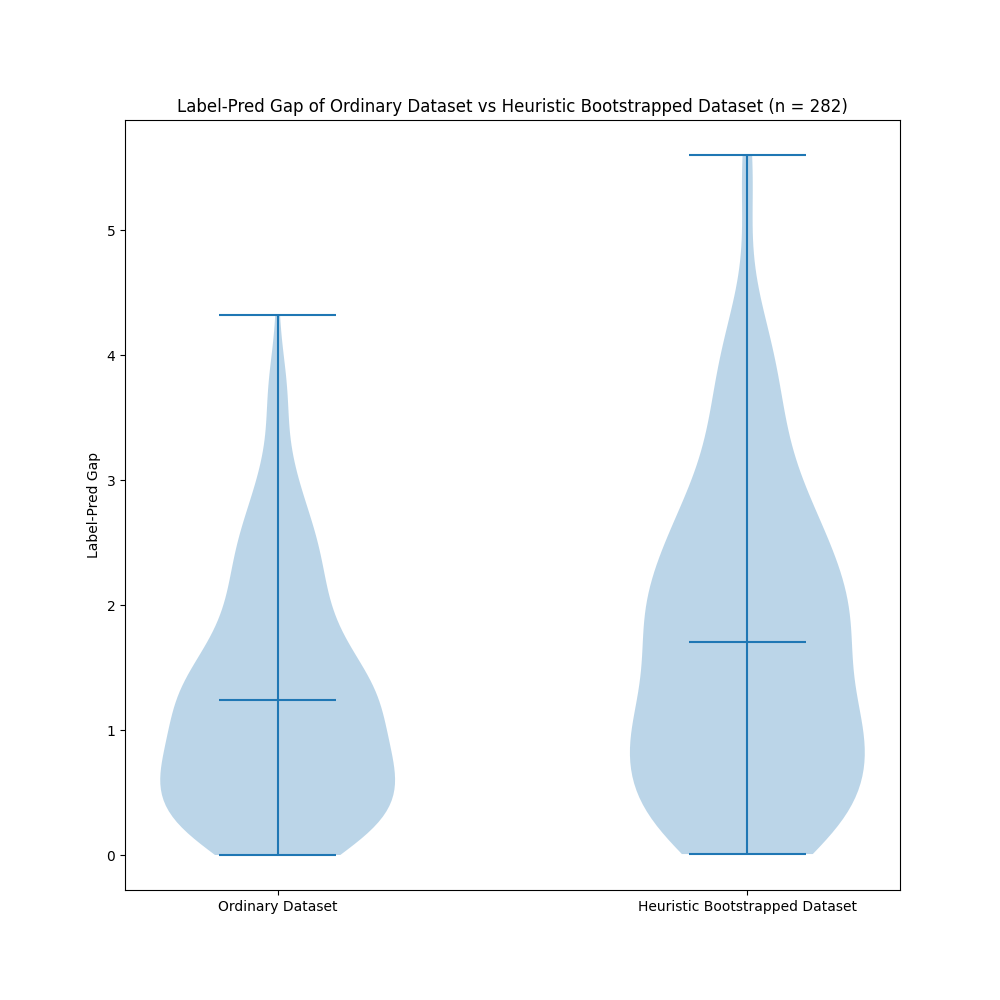 Label-Pred Gap of Ordinary Dataset vs Heuristic Bootstrapped Dataset (n = 282)
5
4
3
2
1
0
Label-Pred Gap
Ordinary Dataset
Heuristic Bootstrapped Dataset